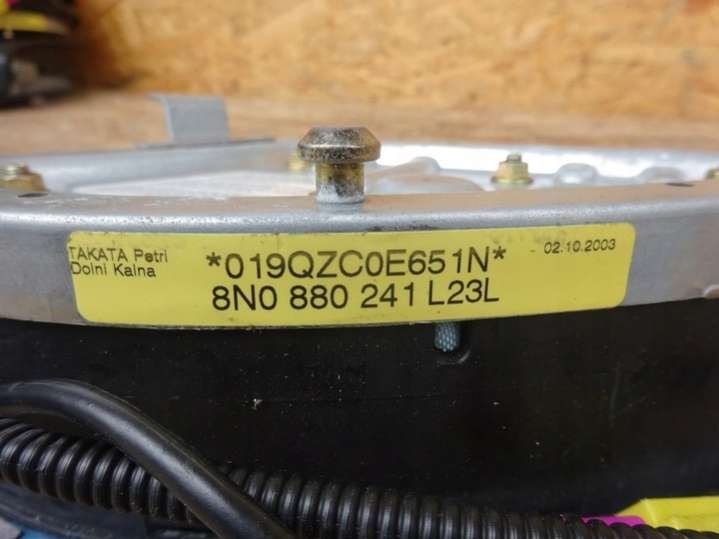 TAKATA Petri
Dolni Kalna
*019QZC0E651N*
02.10.2003
8N0 880 241 L23L